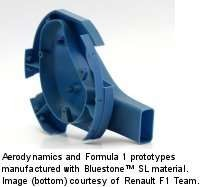 Aerodynamics and Formula 1 prototypes
manufactured with Bluestone™ SL material.
Image (bottom) courtesy of Renault F1 Team.